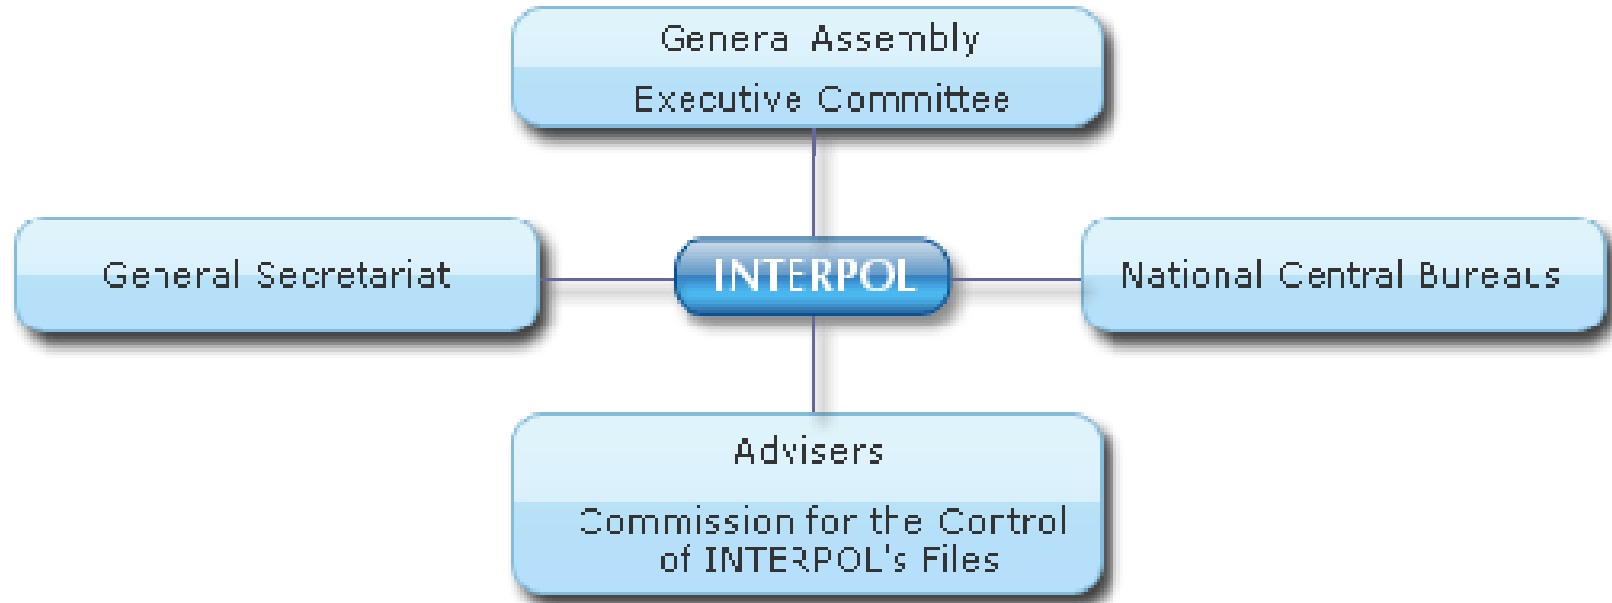 General Assembly
Executive Committee
General Secretariat
INTERPOL
National Central Bureaus
Advisers
Commission for the Control
of INTERPOL's Files